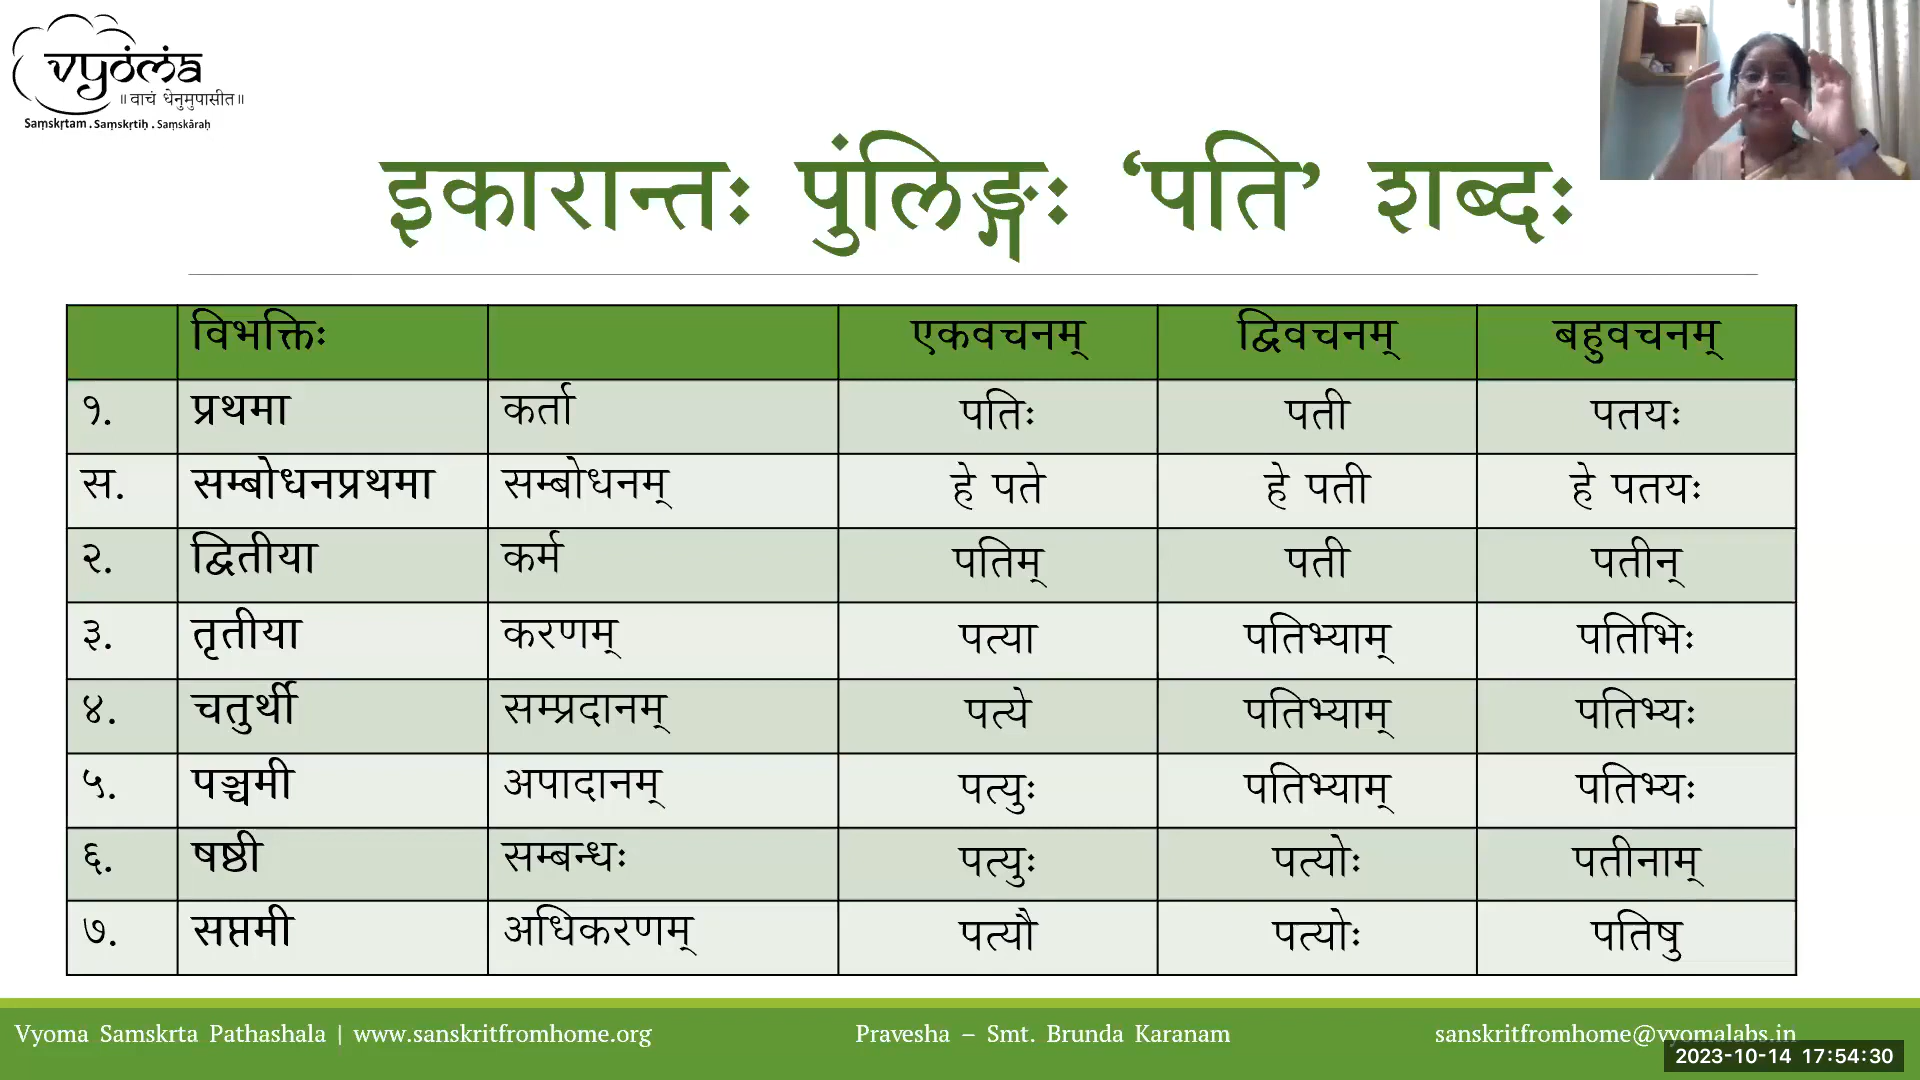 vyoma
॥वाचं धेनुमुपासीत॥
Saṃskṛtam . Saṃskṛtiḥ . Saṃskāraḥ
इकारान्तः पुंलिङ्गः ‘पति’ शब्दः
विभक्तिः एकवचनम् द्विवचनम् बहुवचनम्
१. प्रथमा कर्ता पतिः पती पतयः
स. सम्बोधनप्रथमा सम्बोधनम् हे पते हे पती हे पतयः
२. द्वितीया कर्म पतिम् पती पतीन्
३. तृतीया करणम् पत्या पतिभ्याम् पतिभिः
४. चतुर्थी सम्प्रदानम् पत्ये पतिभ्याम् पतिभ्यः
५. पञ्चमी अपादानम् पत्युः पतिभ्याम् पतिभ्यः
६. षष्ठी सम्बन्धः पत्युः पत्योः पतीनाम्
७. सप्तमी अधिकरणम् पत्यौ पत्योः पतिषु
Vyoma Samskrta Pathashala | www.sanskritfromhome.org Pravesha – Smt. Brunda Karanam sanskritfromhome@vyomalabs.in
2023-10-14 17:54:30